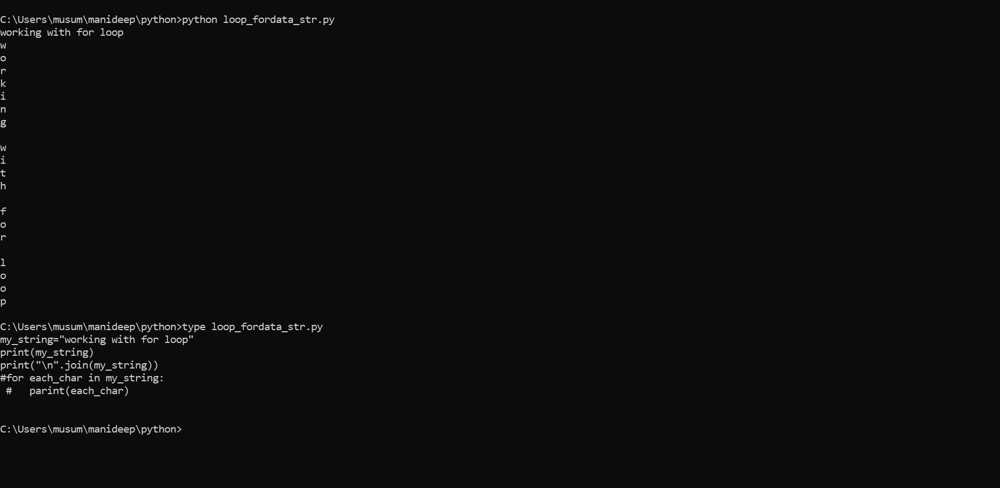 C:\Users\musum\manideep\python>python loop_fordata_str.py
working with for loop
w
o
r
k
i
n
g

w
i
t
h

f
o
r

l
o
o
p

C:\Users\musum\manideep\python>type loop_fordata_str.py
my_string="working with for loop"
print(my_string)
print("\n".join(my_string))
#for each_char in my_string:
 #   parint(each_char)


C:\Users\musum\manideep\python>